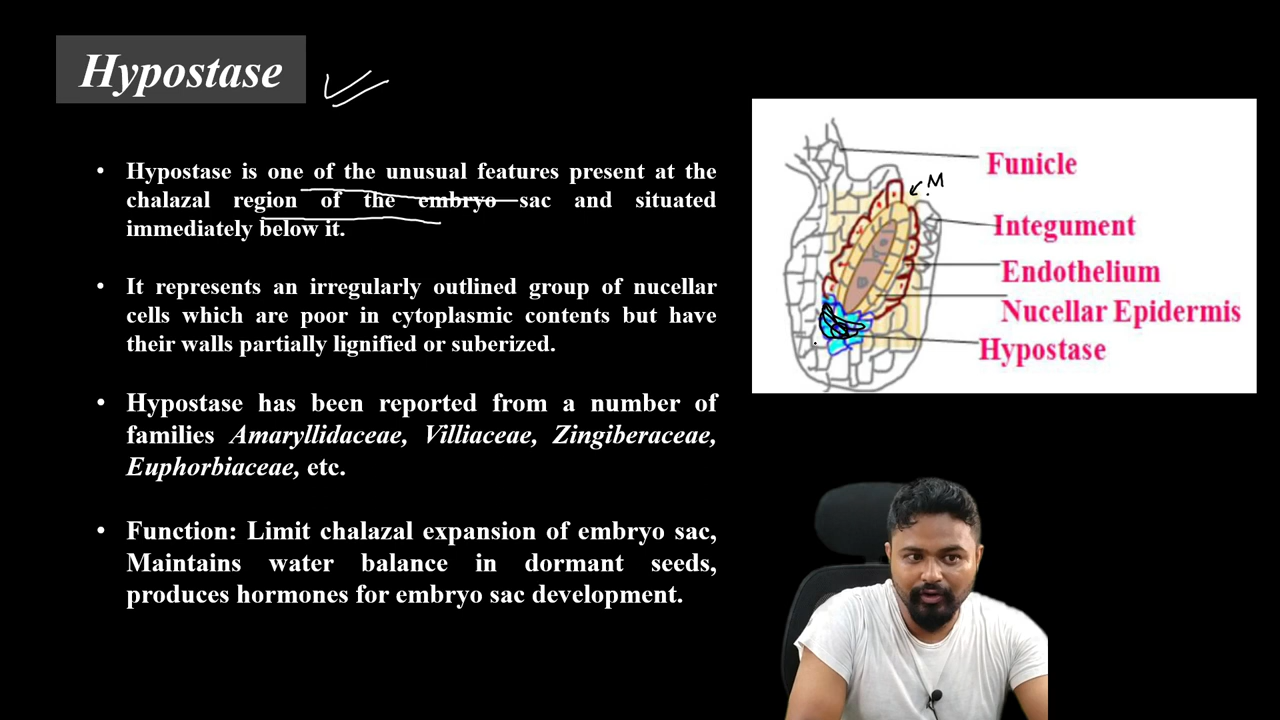 Hypostase
• Hypostase is one of the unusual features present at the
chalazal region of the embryo sac and situated
immediately below it.
• It represents an irregularly outlined group of nucellar
cells which are poor in cytoplasmic contents but have
their walls partially lignified or suberized.
• Hypostase has been reported from a number of
families Amaryllidaceae, Villiaceae, Zingiberaceae,
Euphorbiaceae, etc.
• Function: Limit chalazal expansion of embryo sac,
Maintains water balance in dormant seeds,
produces hormones for embryo sac development.
Funicle
M
Integument
Endothelium
Nucellar Epidermis
Hypostase